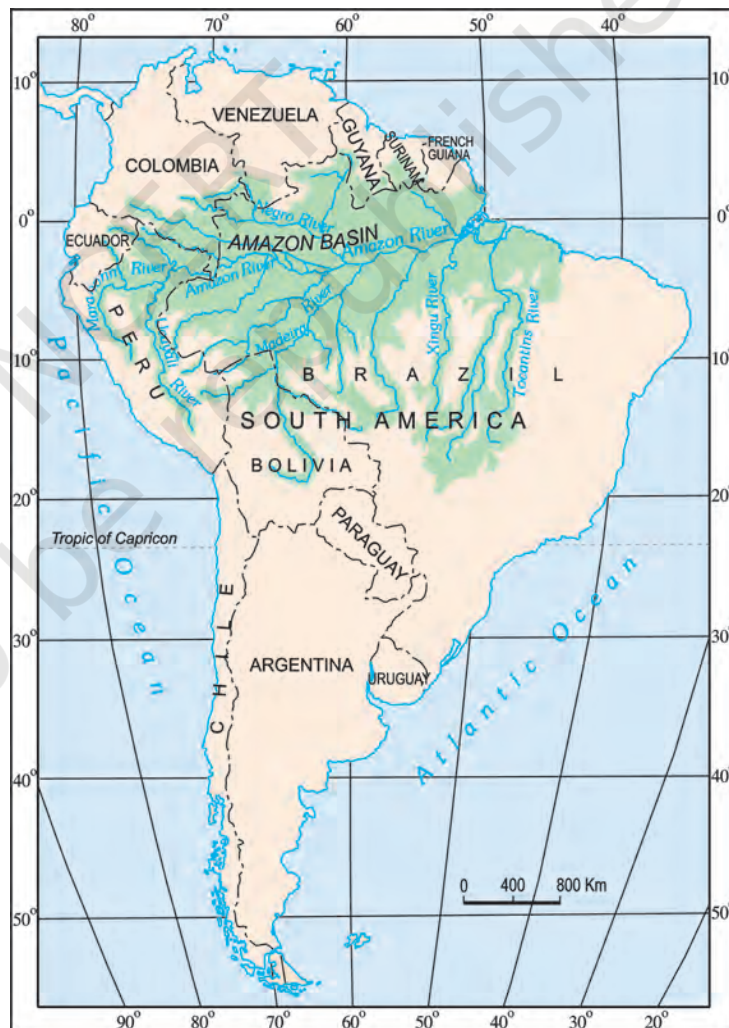 80° 70° 60° 50° 40°
10° 10°
VENEZUELA
GUYANA
SURINAM
FRENCH
GUIANA
COLOMBIA
0° 0°
Negro River
ECUADOR
AMAZON BASIN
Amazon River
River
Amazon River
PERU
Ucayali River
Madeira River
Xingu River
Tocantins River
10° 10°
BRAZIL
SOUTH AMERICA
BOLIVIA
20° 20°
PARAGUAY
Tropic of Capricon
Pacific Ocean
CHILE
30° 30°
ARGENTINA
URUGUAY
Atlantic Ocean
40° 40°
0 400 800 Km
50° 50°
90° 80° 70° 60° 50° 40° 30° 20°